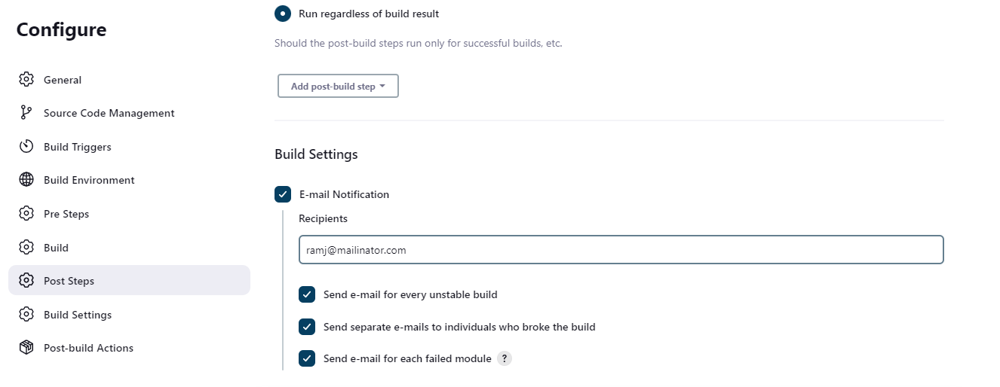 Configure
General
Source Code Management
Build Triggers
Build Environment
Pre Steps
Build
Post Steps
Build Settings
Post-build Actions
Run regardless of build result
Should the post-build steps run only for successful builds, etc.
Add post-build step
Build Settings
E-mail Notification
Recipients
ramj@mailinator.com
Send e-mail for every unstable build
Send separate e-mails to individuals who broke the build
Send e-mail for each failed module ?